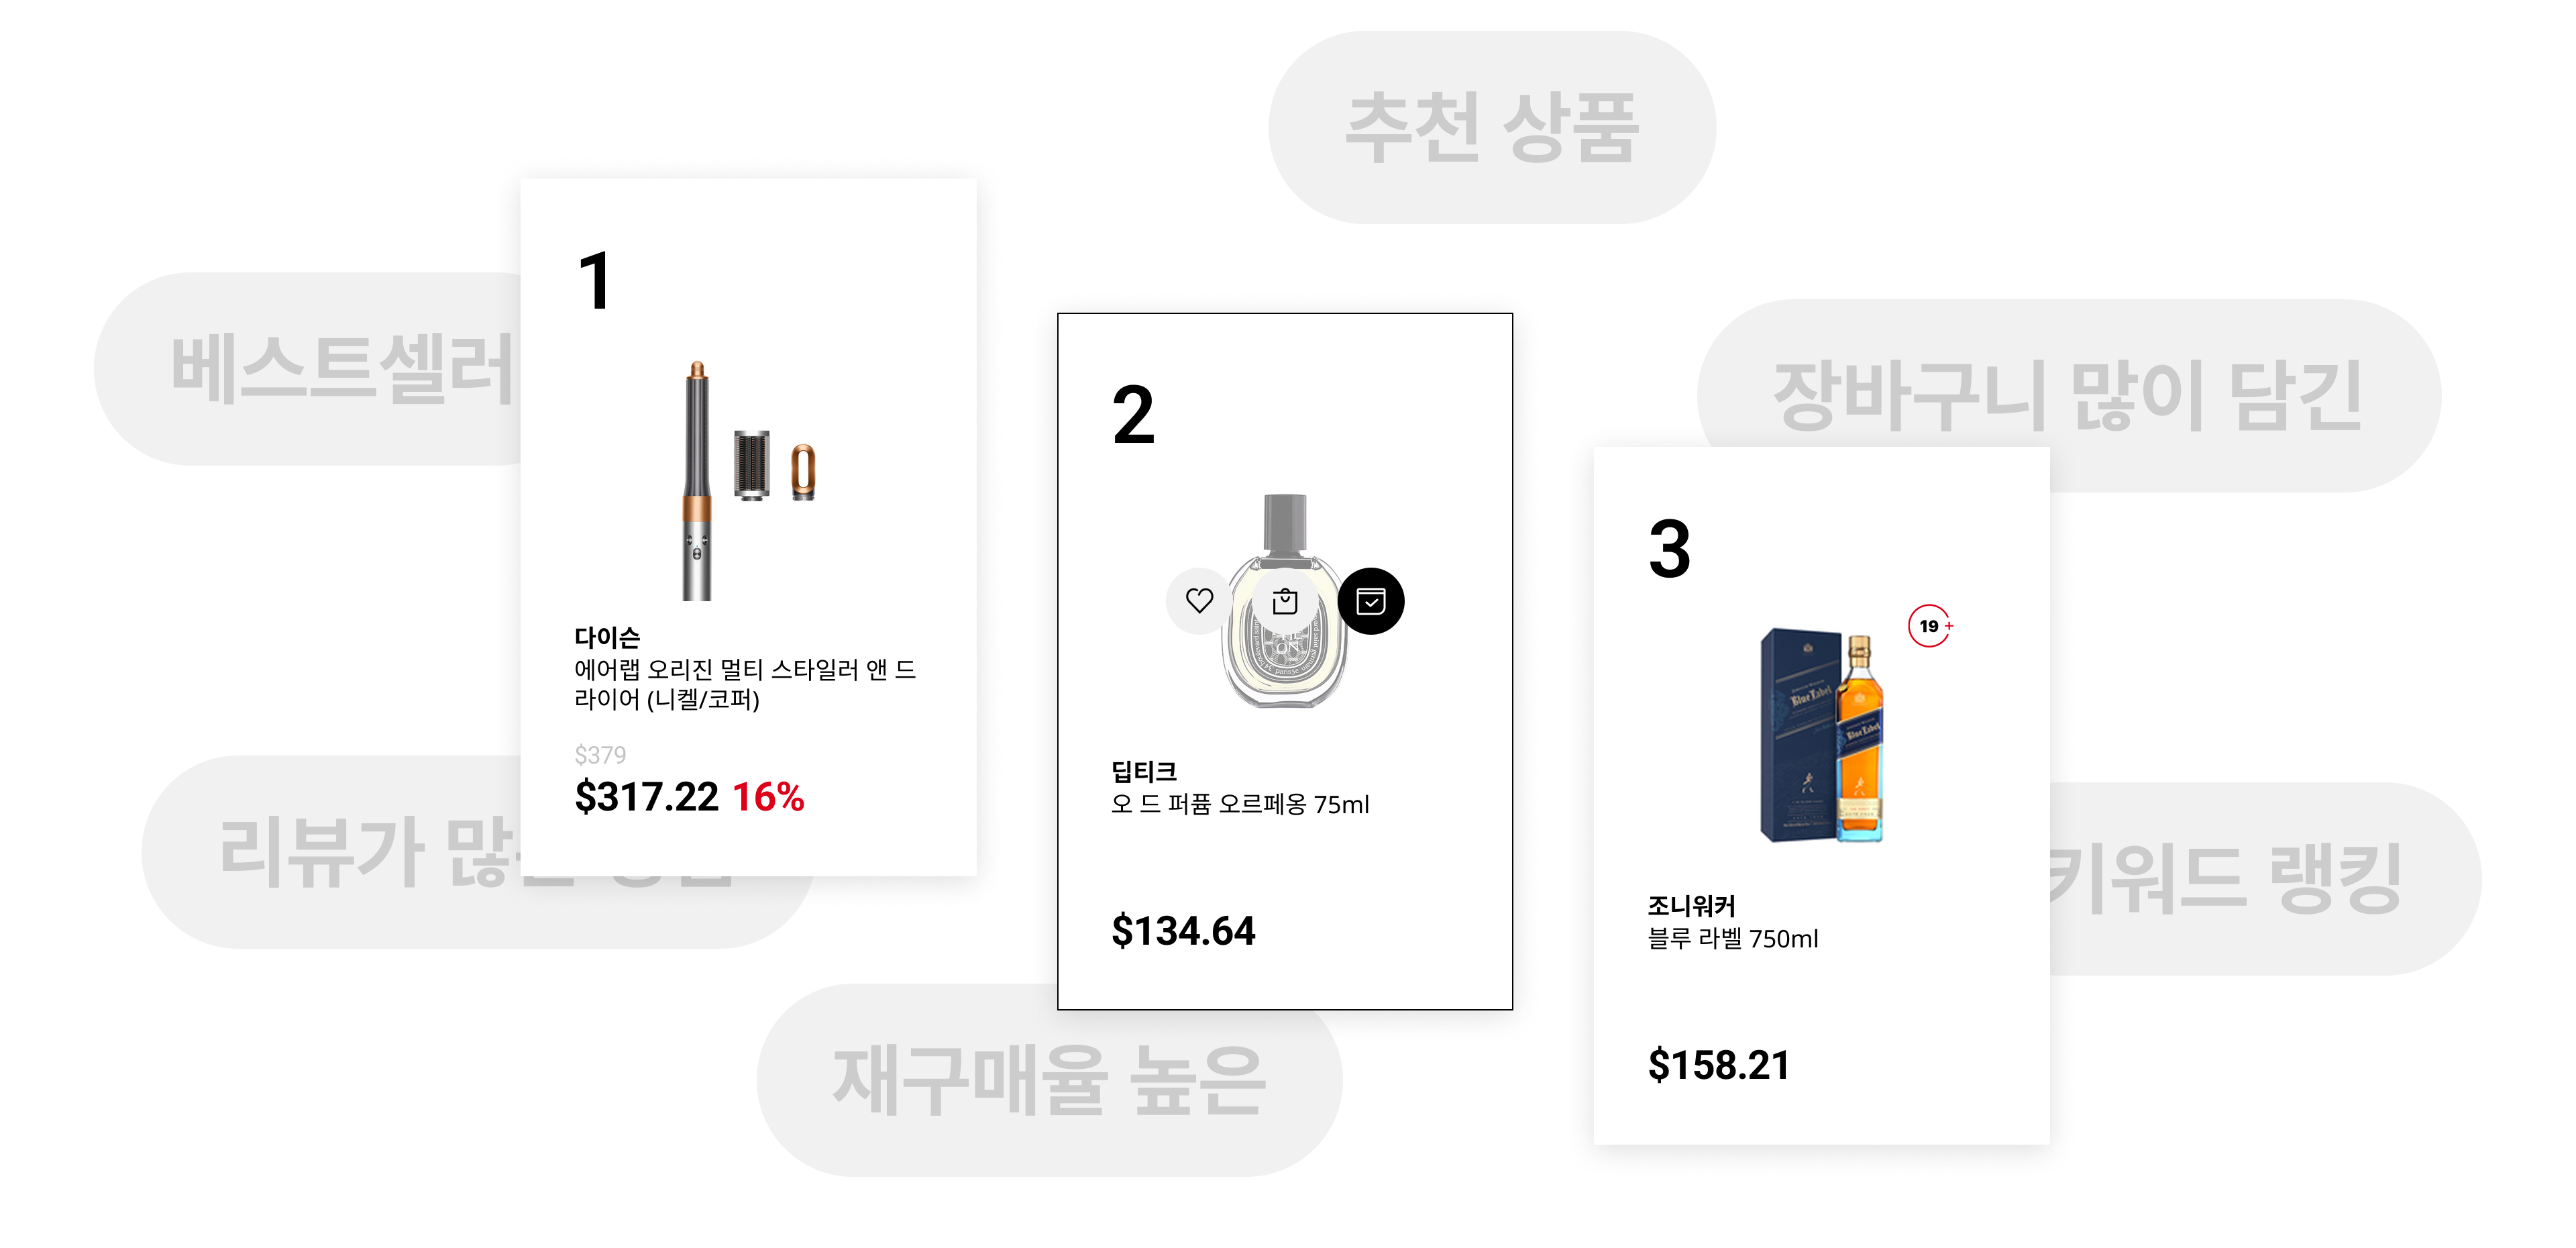 추천 상품
베스트셀러
장바구니 많이 담긴
리뷰가
키워드 랭킹
재구매율 높은
1
다이슨
에어랩 오리진 멀티 스타일러 앤 드
라이어 (니켈/코퍼)
$379
$317.22 16%
2
딥티크
오 드 퍼퓸 오르페옹 75ml
$134.64
3
19+
Blue Label
Blue Label
조니워커
블루 라벨 750ml
$158.21